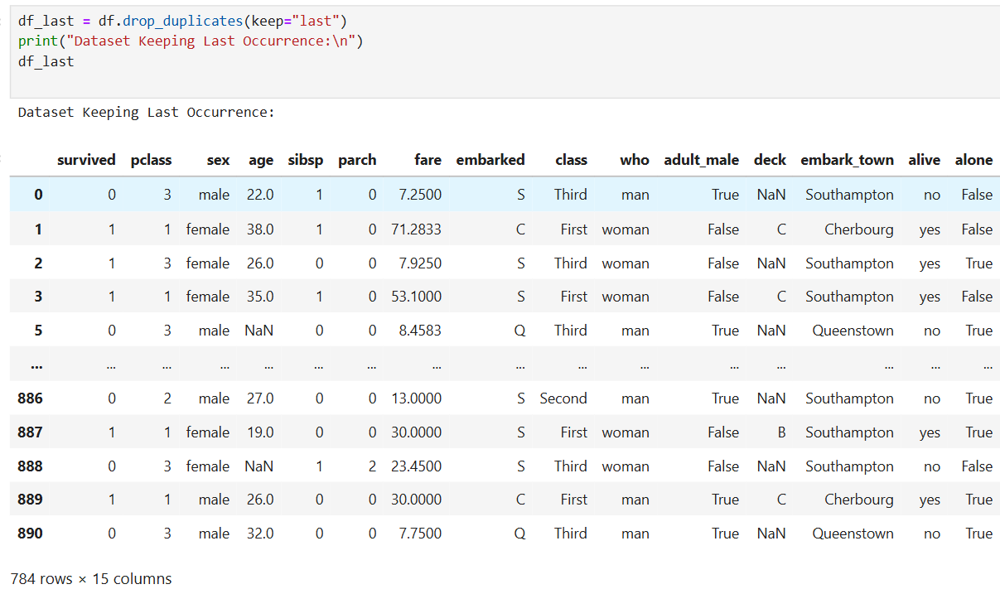 df_last = df.drop_duplicates(keep="last")
print("Dataset Keeping Last Occurrence:\n")
df_last
Dataset Keeping Last Occurrence:
survived pclass sex age sibsp parch fare embarked class who adult_male deck embark_town alive alone
0 0 3 male 22.0 1 0 7.2500 S Third man True NaN Southampton no False
1 1 1 female 38.0 1 0 71.2833 C First woman False C Cherbourg yes False
2 1 3 female 26.0 0 0 7.9250 S Third woman False NaN Southampton yes True
3 1 1 female 35.0 1 0 53.1000 S First woman False C Southampton yes False
5 0 3 male NaN 0 0 8.4583 Q Third man True NaN Queenstown no True
... ... ... ... ... ... ... ... ... ... ... ... ... ... ... ...
886 0 2 male 27.0 0 0 13.0000 S Second man True NaN Southampton no True
887 1 1 female 19.0 0 0 30.0000 S First woman False B Southampton yes True
888 0 3 female NaN 1 2 23.4500 S Third woman False NaN Southampton no False
889 1 1 male 26.0 0 0 30.0000 C First man True C Cherbourg yes True
890 0 3 male 32.0 0 0 7.7500 Q Third man True NaN Queenstown no True
784 rows × 15 columns